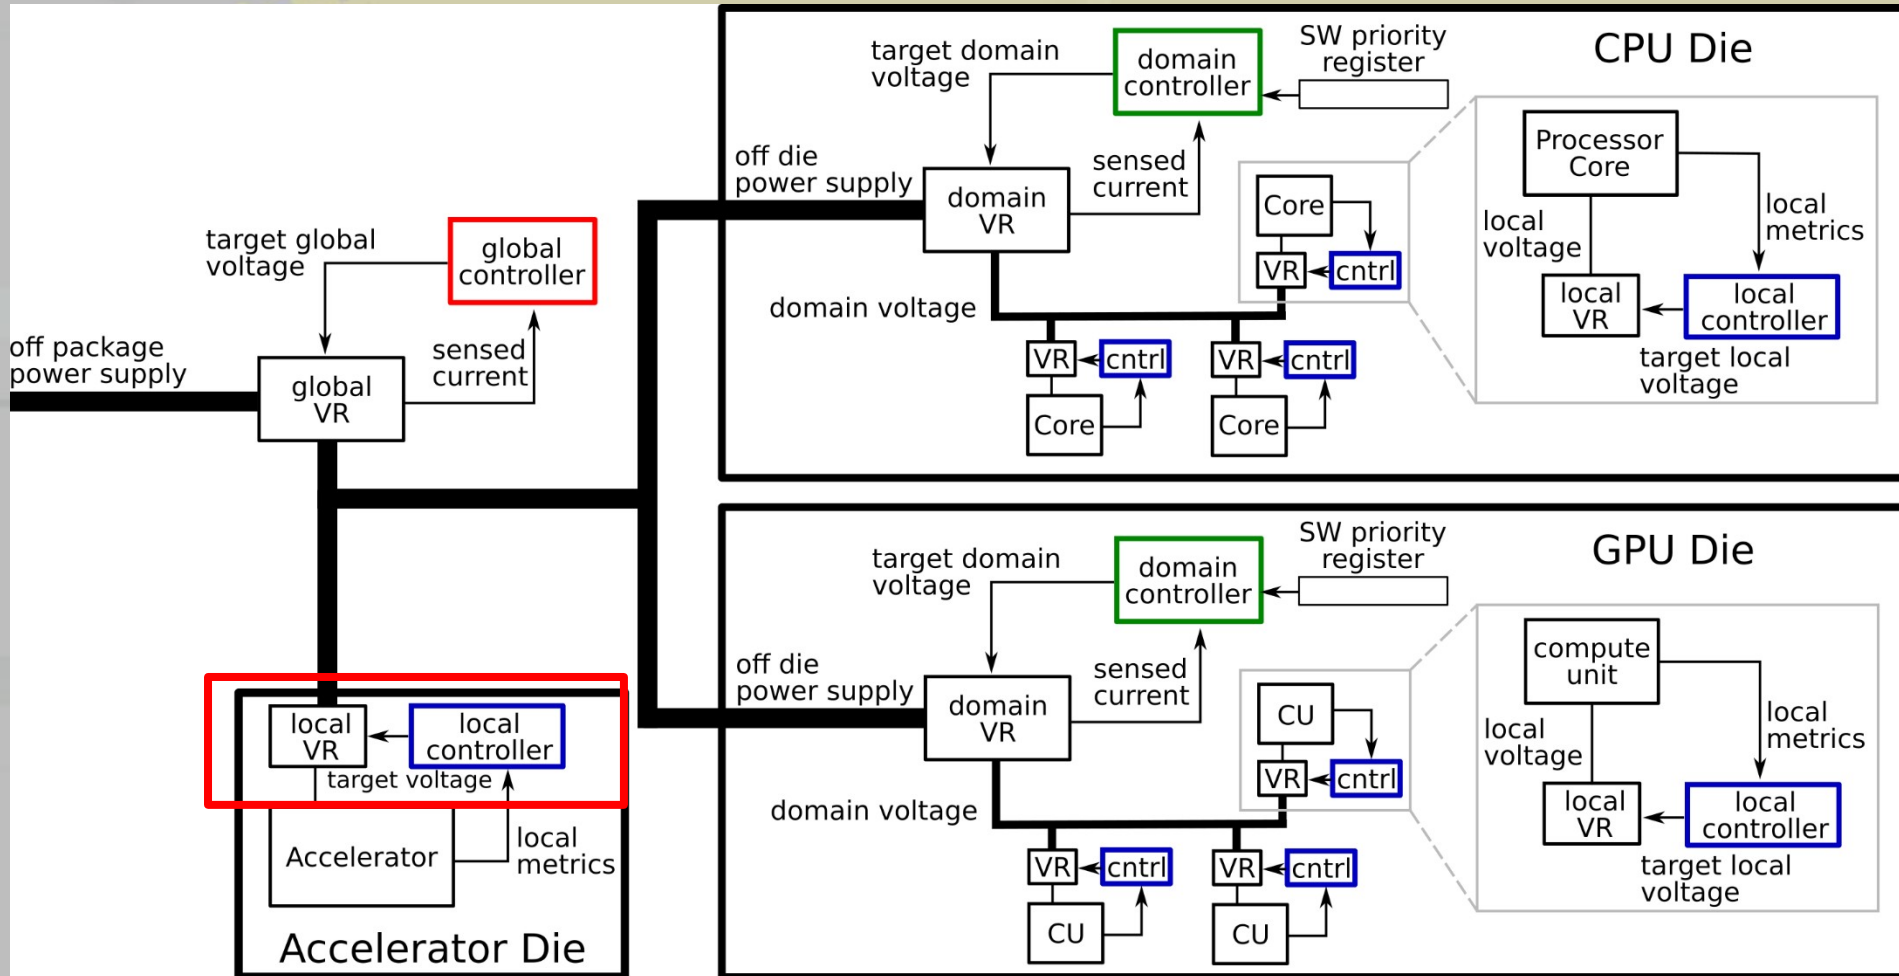 off package
power supply
target global
voltage
global
controller
sensed
current
global
VR
local
VR
local
controller
target voltage
Accelerator
local
metrics
Accelerator Die
CPU Die
target domain
voltage
domain
controller
SW priority
register
off die
power supply
domain
VR
sensed
current
domain voltage
Core
VR
cntrl
VR
cntrl
Core
VR
cntrl
Core
Processor
Core
local
voltage
local
metrics
local
VR
local
controller
target local
voltage
GPU Die
target domain
voltage
domain
controller
SW priority
register
off die
power supply
domain
VR
sensed
current
domain voltage
CU
VR
cntrl
VR
cntrl
CU
VR
cntrl
CU
compute
unit
local
voltage
local
metrics
local
VR
local
controller
target local
voltage